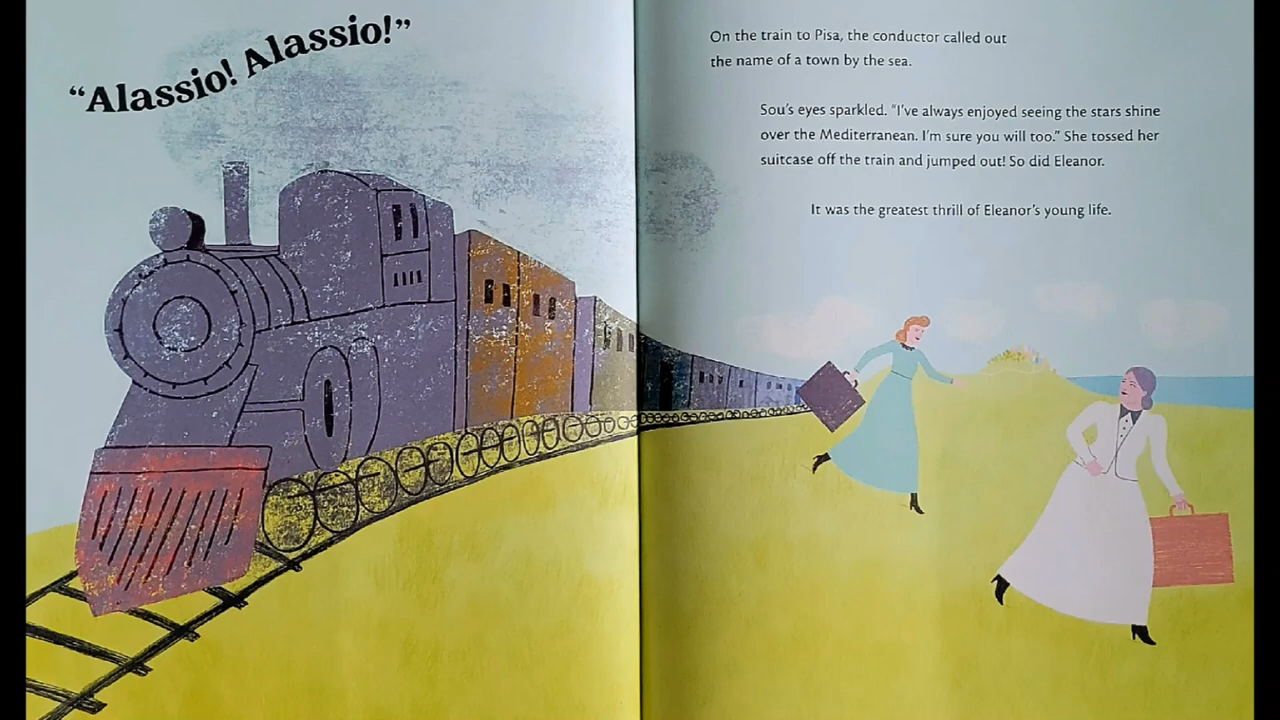 “Alassio! Alassio!”
On the train to Pisa, the conductor called out
the name of a town by the sea.
Sou’s eyes sparkled. “I’ve always enjoyed seeing the stars shine
over the Mediterranean. I’m sure you will too.” She tossed her
suitcase off the train and jumped out! So did Eleanor.
It was the greatest thrill of Eleanor’s young life.